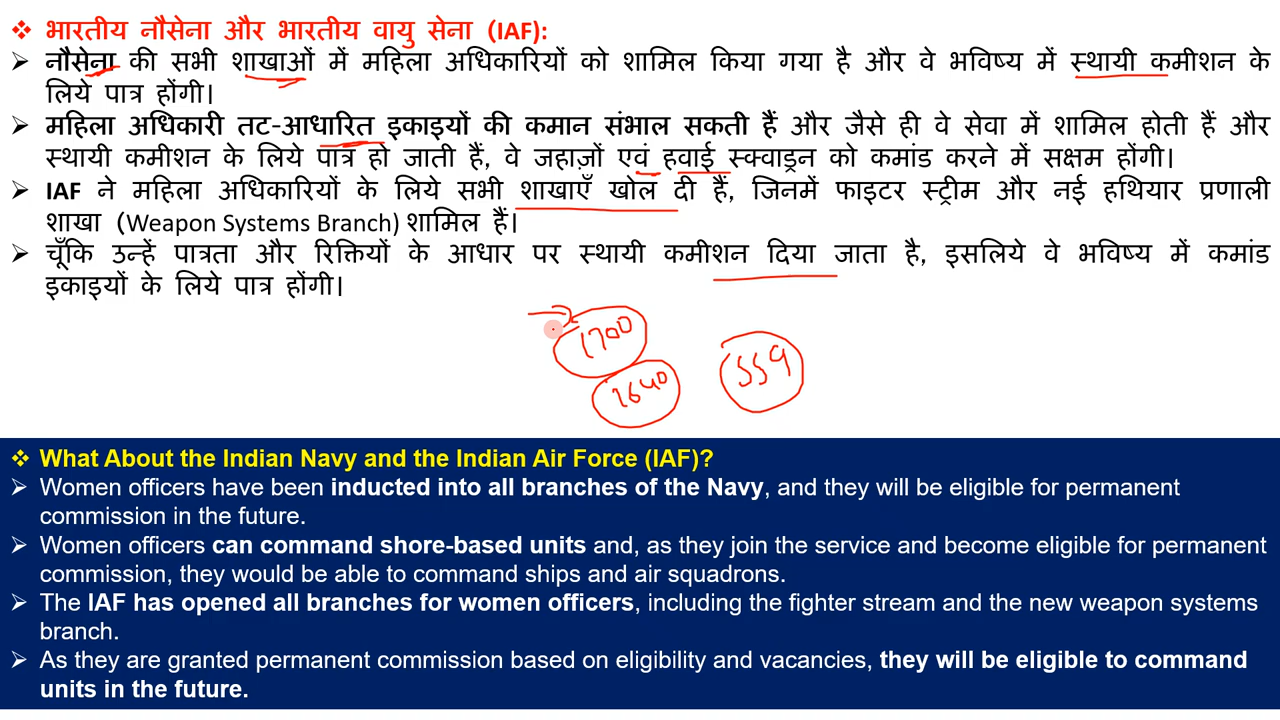 ❖ भारतीय नौसेना और भारतीय वायु सेना (IAF):
➢ नौसेना की सभी शाखाओं में महिला अधिकारियों को शामिल किया गया है और वे भविष्य में स्थायी कमीशन के
लिये पात्र होंगी।
➢ महिला अधिकारी तट-आधारित इकाइयों की कमान संभाल सकती हैं और जैसे ही वे सेवा में शामिल होती हैं और
स्थायी कमीशन के लिये पात्र हो जाती हैं, वे जहाज़ों एवं हवाई स्क्वाड्रन को कमांड करने में सक्षम होंगी।
➢ IAF ने महिला अधिकारियों के लिये सभी शाखाएँ खोल दी हैं, जिनमें फाइटर स्ट्रीम और नई हथियार प्रणाली
शाखा (Weapon Systems Branch) शामिल हैं।
➢ चूँकि उन्हें पात्रता और रिक्तियों के आधार पर स्थायी कमीशन दिया जाता है, इसलिये वे भविष्य में कमांड
इकाइयों के लिये पात्र होंगी।
1700
1640
559
❖ What About the Indian Navy and the Indian Air Force (IAF)?
➢ Women officers have been inducted into all branches of the Navy, and they will be eligible for permanent
commission in the future.
➢ Women officers can command shore-based units and, as they join the service and become eligible for permanent
commission, they would be able to command ships and air squadrons.
➢ The IAF has opened all branches for women officers, including the fighter stream and the new weapon systems
branch.
➢ As they are granted permanent commission based on eligibility and vacancies, they will be eligible to command
units in the future.